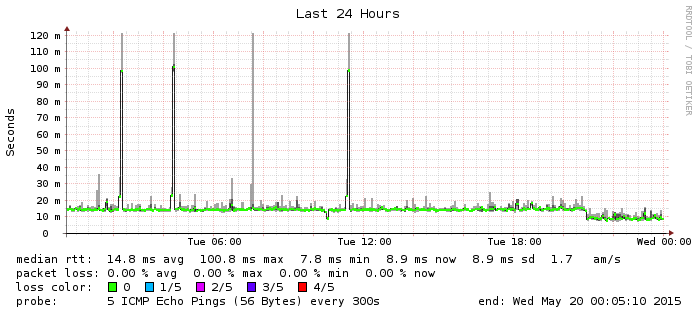 Last 24 Hours
RRDTOOL / TOBI OETIKER
Seconds
120 m
110 m
100 m
90 m
80 m
70 m
60 m
50 m
40 m
30 m
20 m
10 m
0
Tue 06:00 Tue 12:00 Tue 18:00 Wed 00:00
median rtt: 14.8 ms avg 100.8 ms max 7.8 ms min 8.9 ms now 8.9 ms sd 1.7 am/s
packet loss: 0.00 % avg 0.00 % max 0.00 % min 0.00 % now
loss color: 0 1/5 2/5 3/5 4/5
probe: 5 ICMP Echo Pings (56 Bytes) every 300s end: Wed May 20 00:05:10 2015